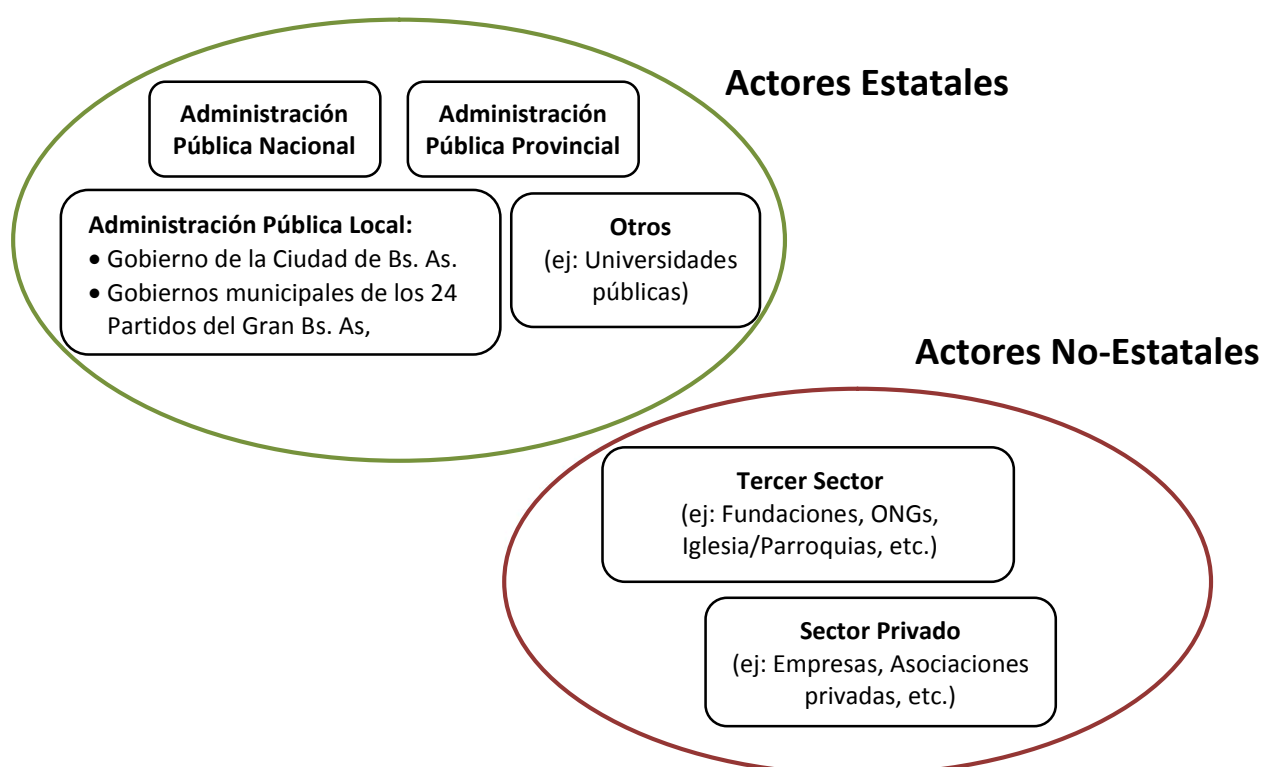 Actores Estatales
Administración
Pública Nacional
Administración
Pública Provincial
Administración Pública Local:
• Gobierno de la Ciudad de Bs. As.
• Gobiernos municipales de los 24
Partidos del Gran Bs. As,
Otros
(ej: Universidades
públicas)
Actores No-Estatales
Tercer Sector
(ej: Fundaciones, ONGs,
Iglesia/Parroquias, etc.)
Sector Privado
(ej: Empresas, Asociaciones
privadas, etc.)